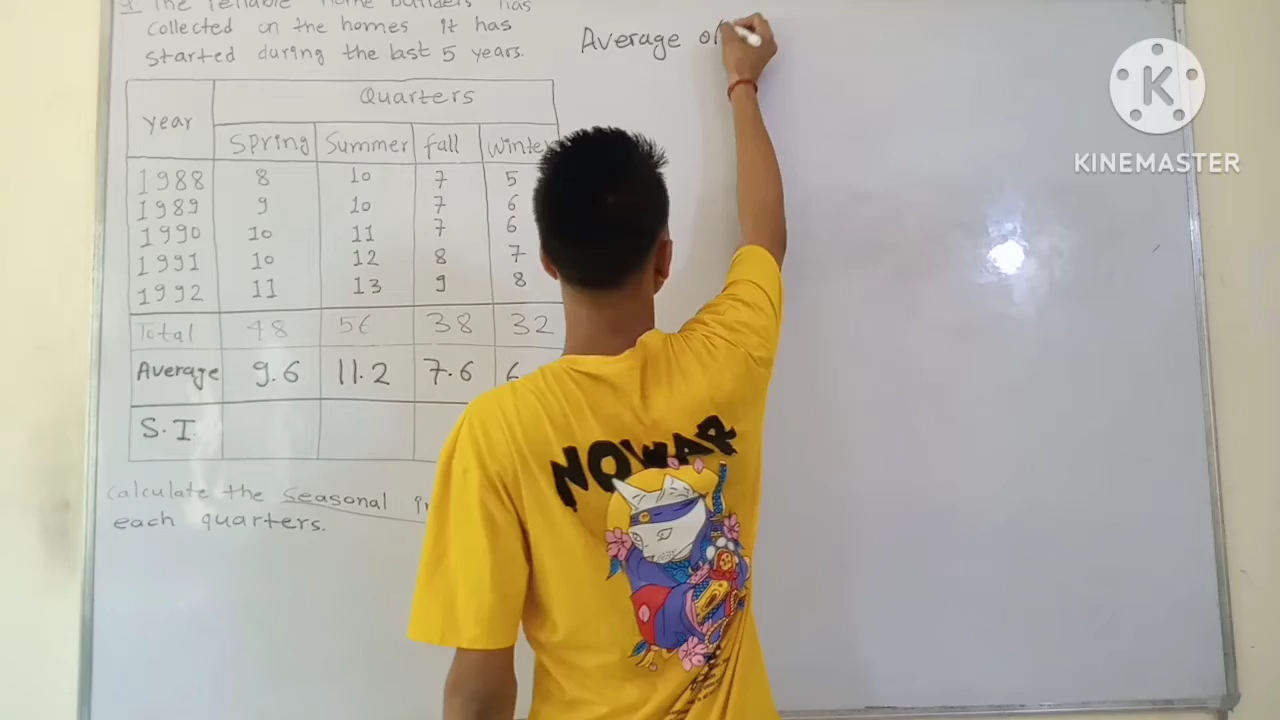 Q. The reliable home builders has
collected on the homes it has
started during the last 5 years.
Average of
year Quarters
Spring Summer fall Winter
1988 8 10 7 5
1989 9 10 7 6
1990 10 11 7 6
1991 10 12 8 7
1992 11 13 9 8
Total 48 56 38 32
Average 9.6 11.2 7.6
S.I.
Calculate the Seasonal
each quarters.
K
KINEMASTER
NOWAR